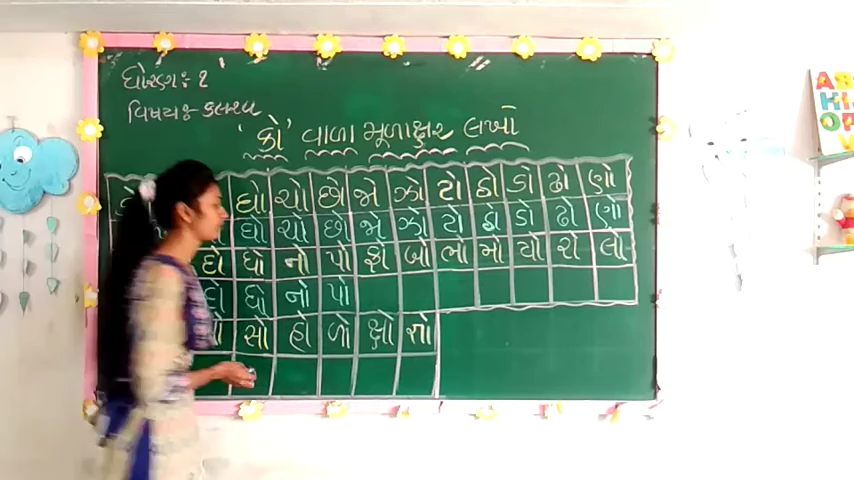 ધોરણઃ ૧
વિષયઃ કલરવ
'કો' વાળા મૂળાક્ષર લખો
ઘો ચો છો જો ઝો ટો ઠો ડો ઢો ણો
ઘો ચો છો જો ઝો ટો ઠો ડો ઢો ણો
દો ધો નો પો ફો બો ભો મો યો રો લો
દો ધો નો પો
સો હો ળો ક્ષો જ્ઞો